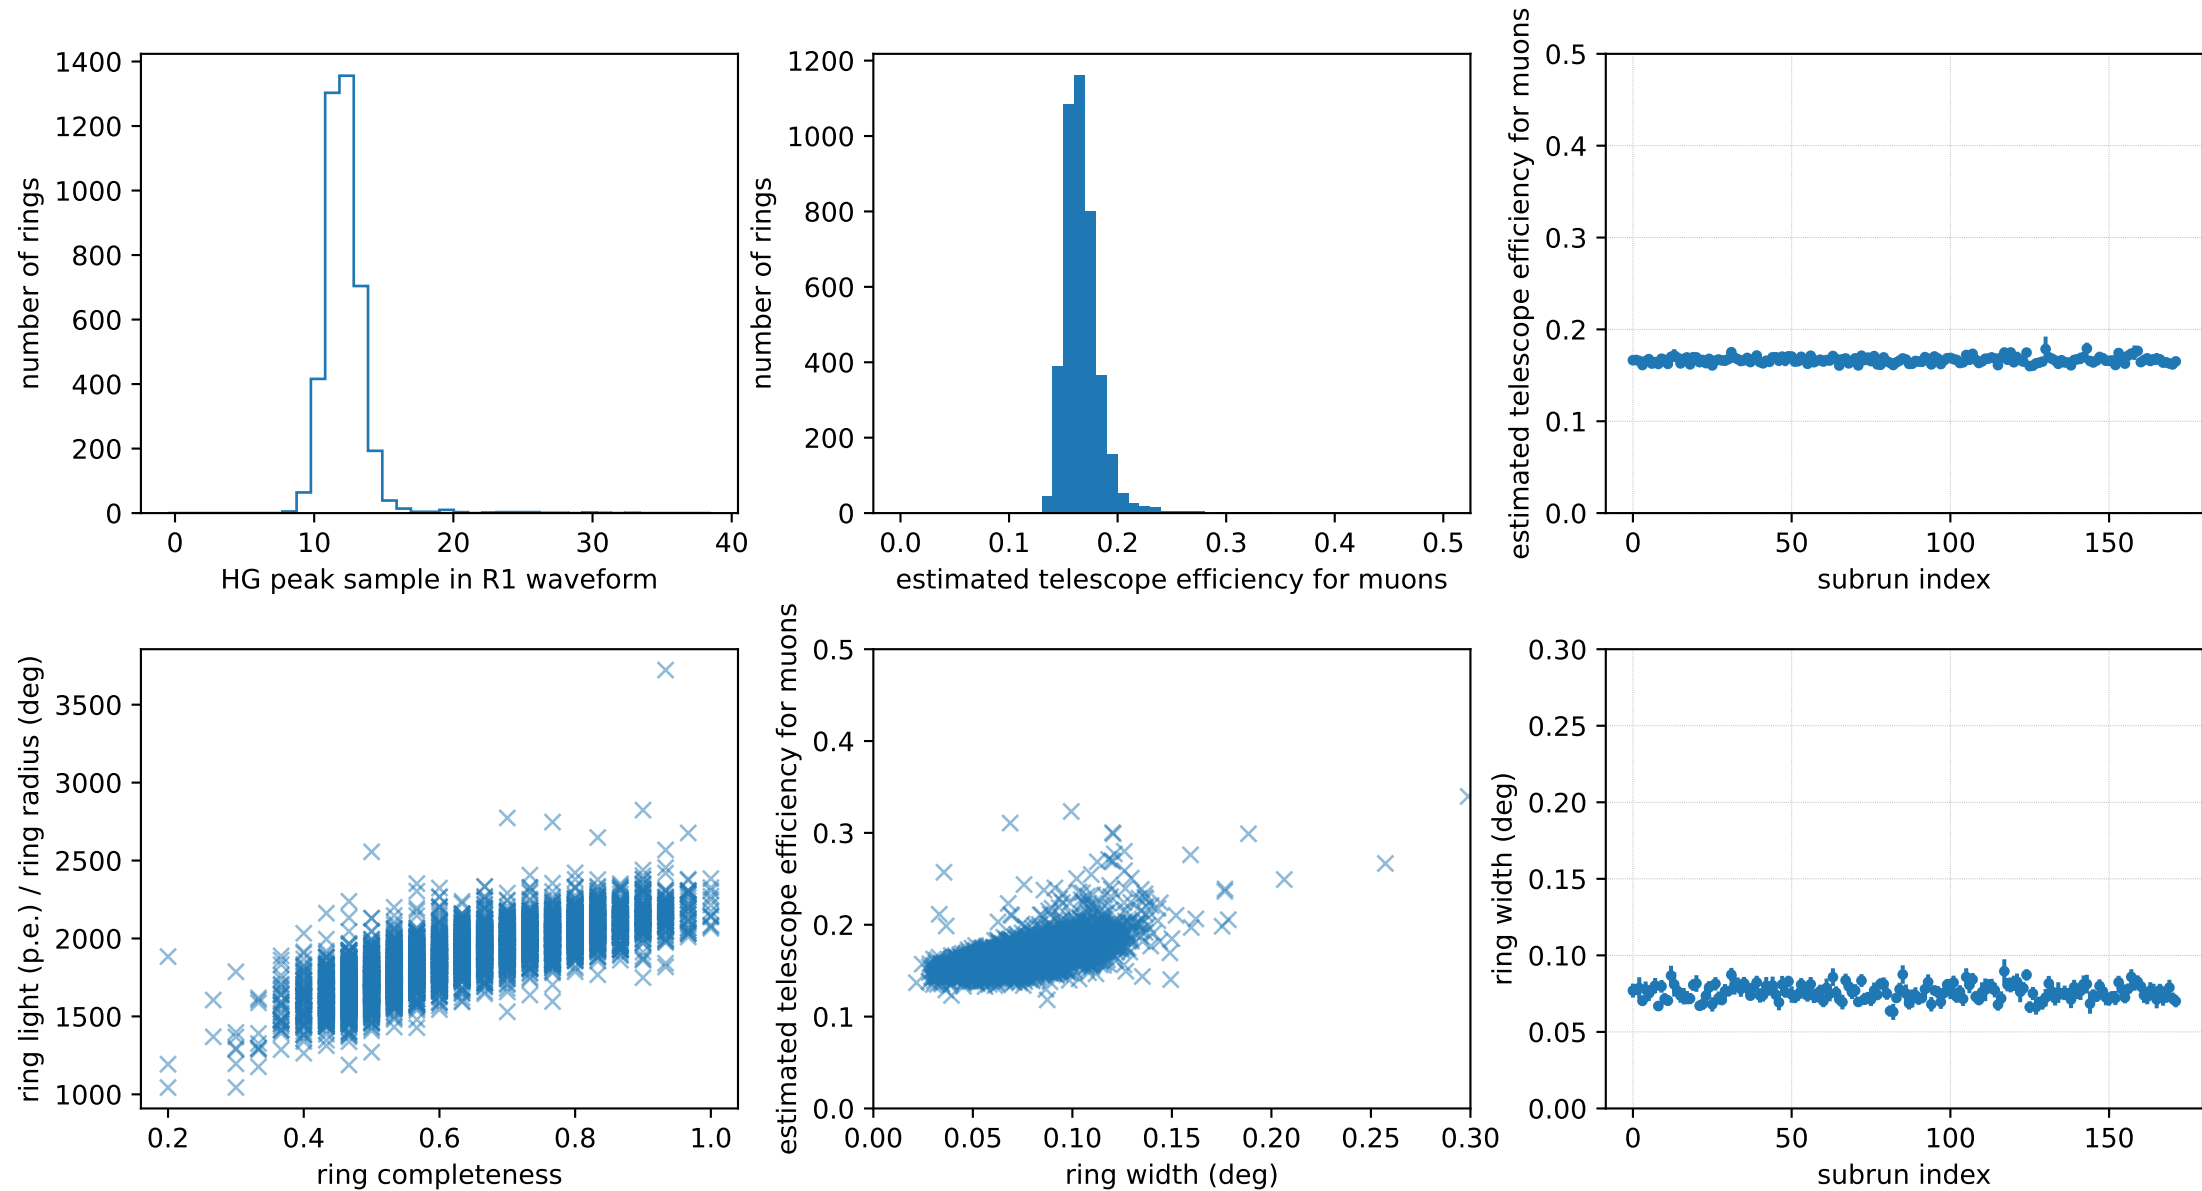 1400
1200
1000
800
600
400
200
0
number of rings
0 10 20 30 40
HG peak sample in R1 waveform
1200
1000
800
600
400
200
0
number of rings
0.0 0.1 0.2 0.3 0.4 0.5
estimated telescope efficiency for muons
0.5
0.4
0.3
0.2
0.1
0.0
estimated telescope efficiency for muons
0 50 100 150
subrun index
3500
3000
2500
2000
1500
1000
ring light (p.e.) / ring radius (deg)
0.2 0.4 0.6 0.8 1.0
ring completeness
0.5
0.4
0.3
0.2
0.1
0.0
estimated telescope efficiency for muons
0.00 0.05 0.10 0.15 0.20 0.25 0.30
ring width (deg)
0.30
0.25
0.20
0.15
0.10
0.05
0.00
ring width (deg)
0 50 100 150
subrun index